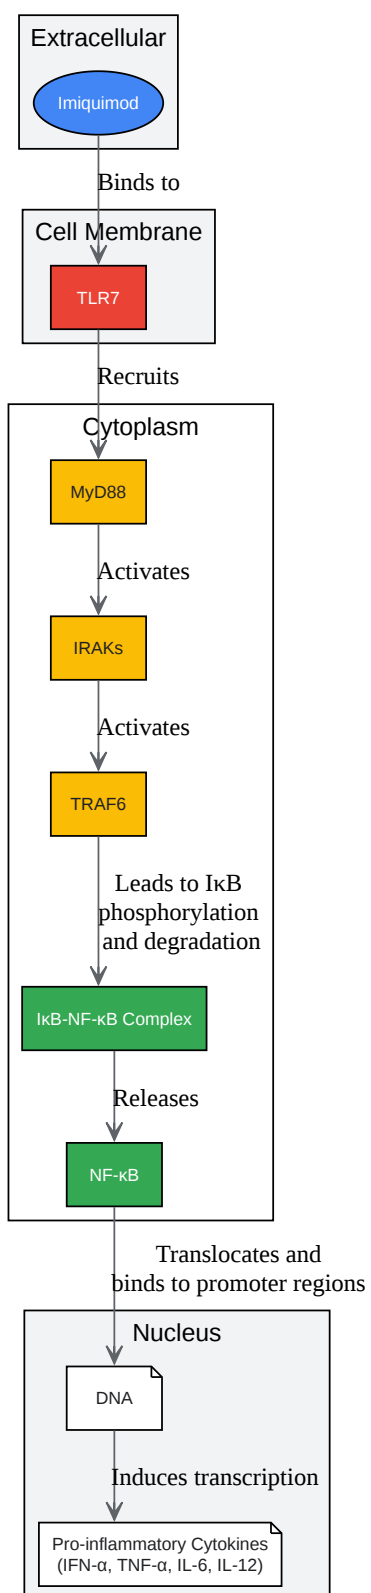 Extracellular
Imiquimod
Binds to
Cell Membrane
TLR7
Recruits
Cytoplasm
MyD88
Activates
IRAKs
Activates
TRAF6
Leads to IκB
phosphorylation
and degradation
IκB-NF-κB Complex
Releases
NF-κB
Translocates and
binds to promoter regions
Nucleus
DNA
Induces transcription
Pro-inflammatory Cytokines
(IFN-α, TNF-α, IL-6, IL-12)